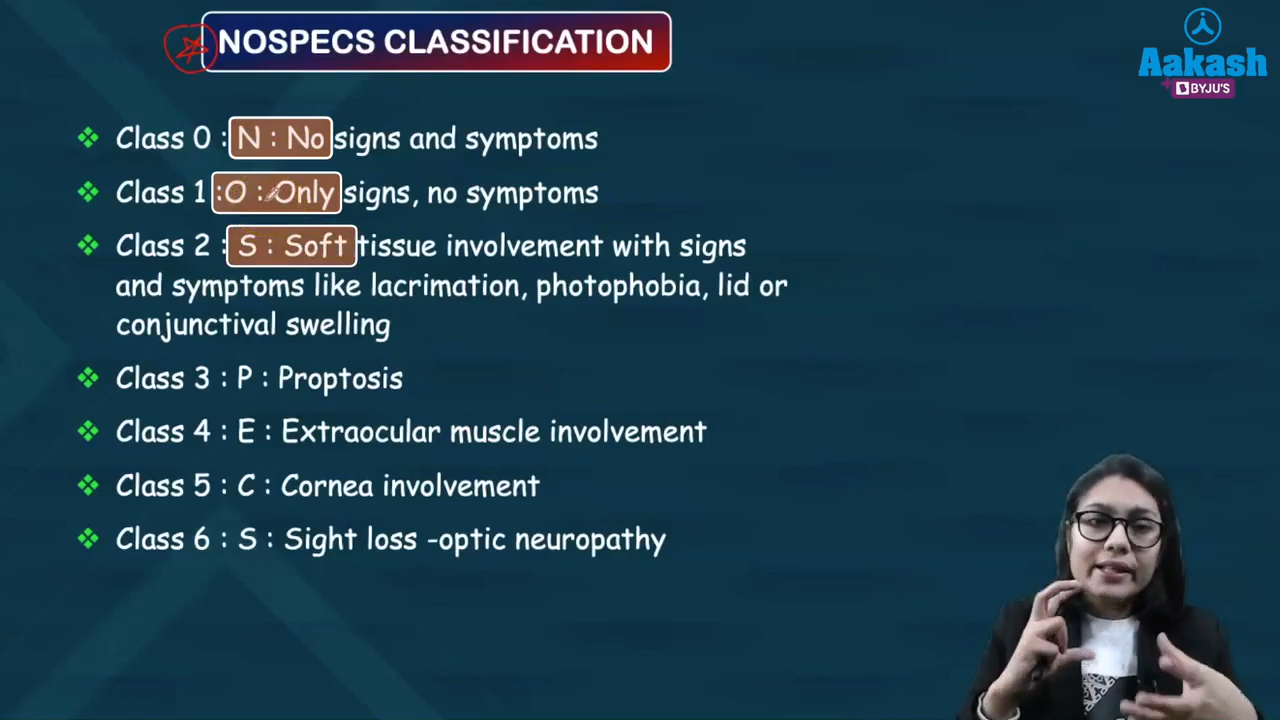 NOSPECS CLASSIFICATION
Aakash
BYJU'S
Class 0 : N : No signs and symptoms
Class 1 :O : Only signs, no symptoms
Class 2 : S : Soft tissue involvement with signs
and symptoms like lacrimation, photophobia, lid or
conjunctival swelling
Class 3 : P : Proptosis
Class 4 : E : Extraocular muscle involvement
Class 5 : C : Cornea involvement
Class 6 : S : Sight loss -optic neuropathy